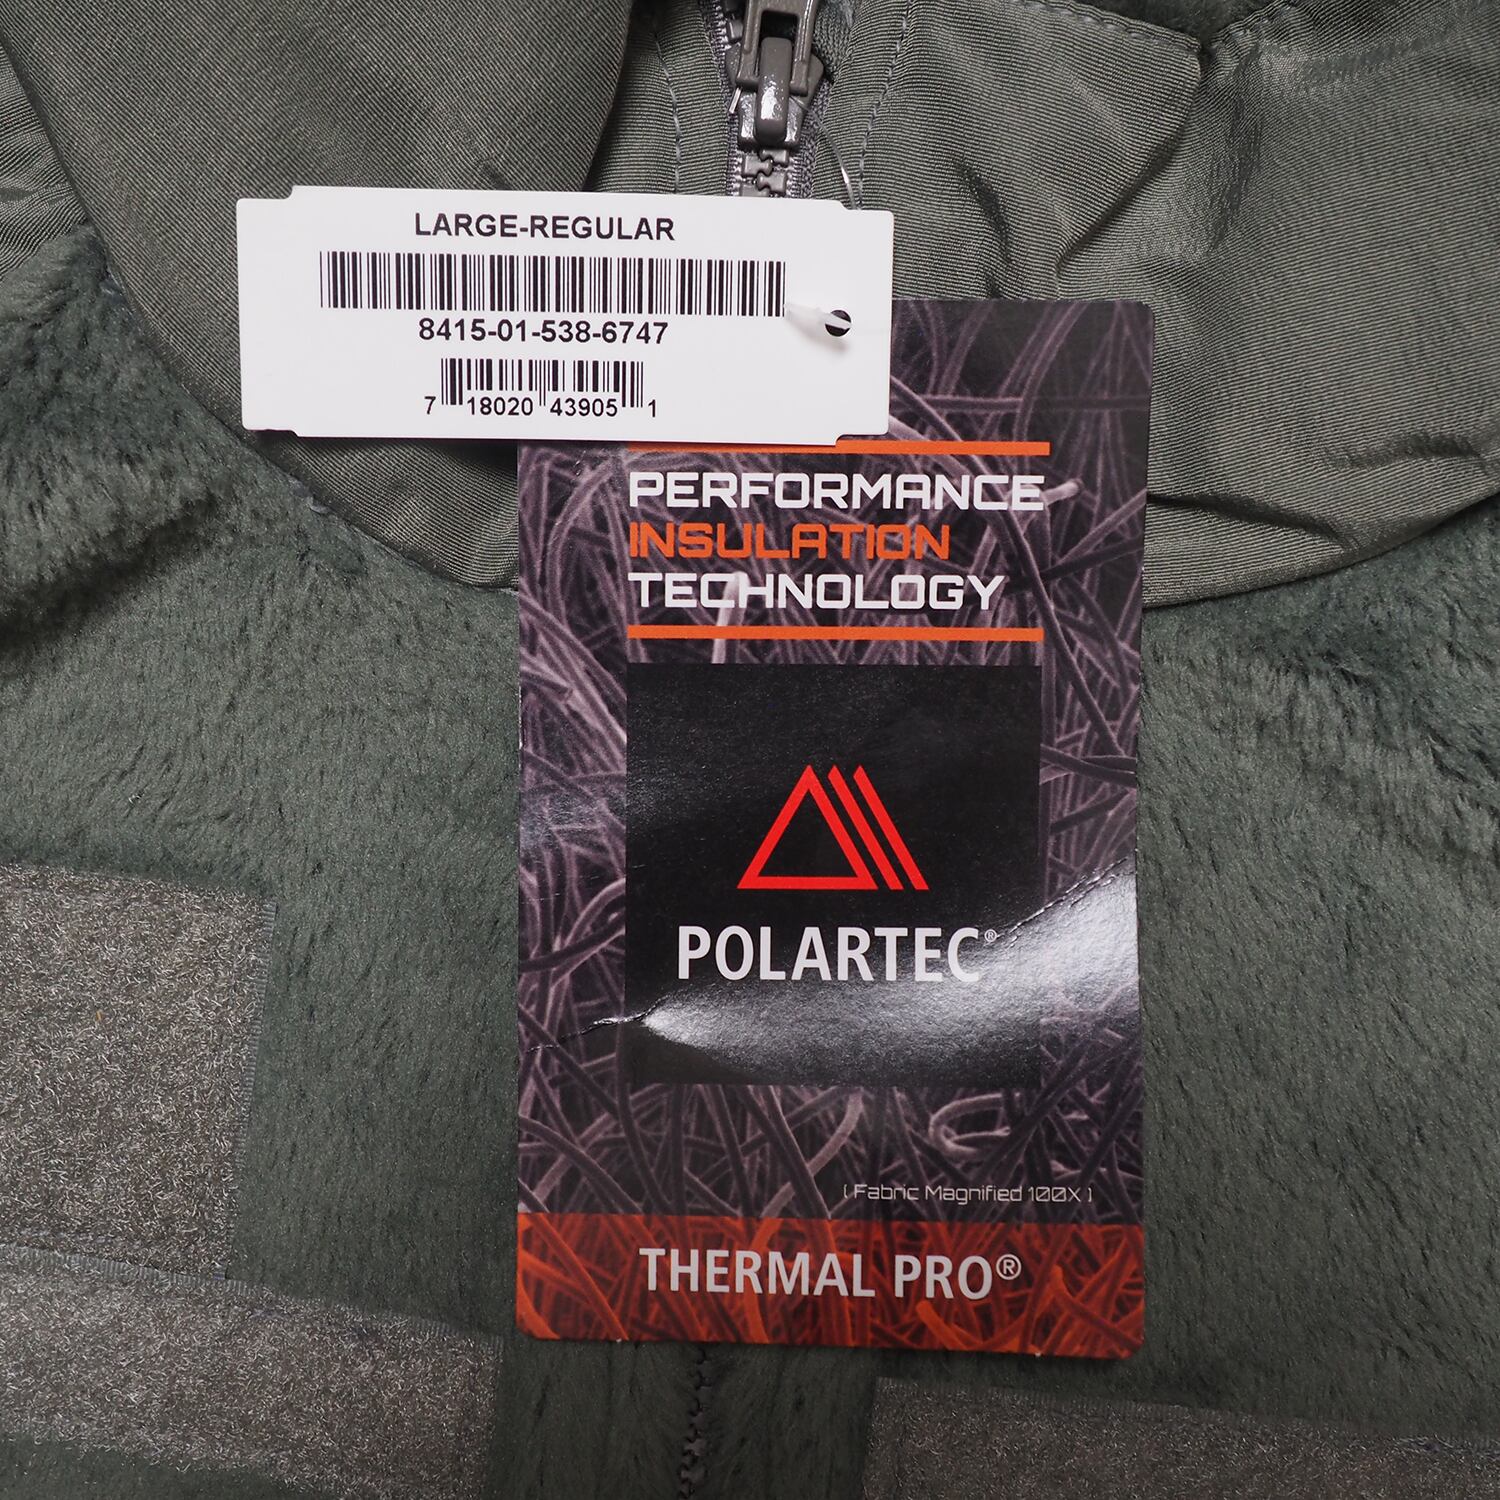 LARGE-REGULAR
8415-01-538-6747
7 18020 43905 1
PERFORMANCE
INSULATION
TECHNOLOGY
POLARTEC®
( Fabric Magnified 100X )
THERMAL PRO®